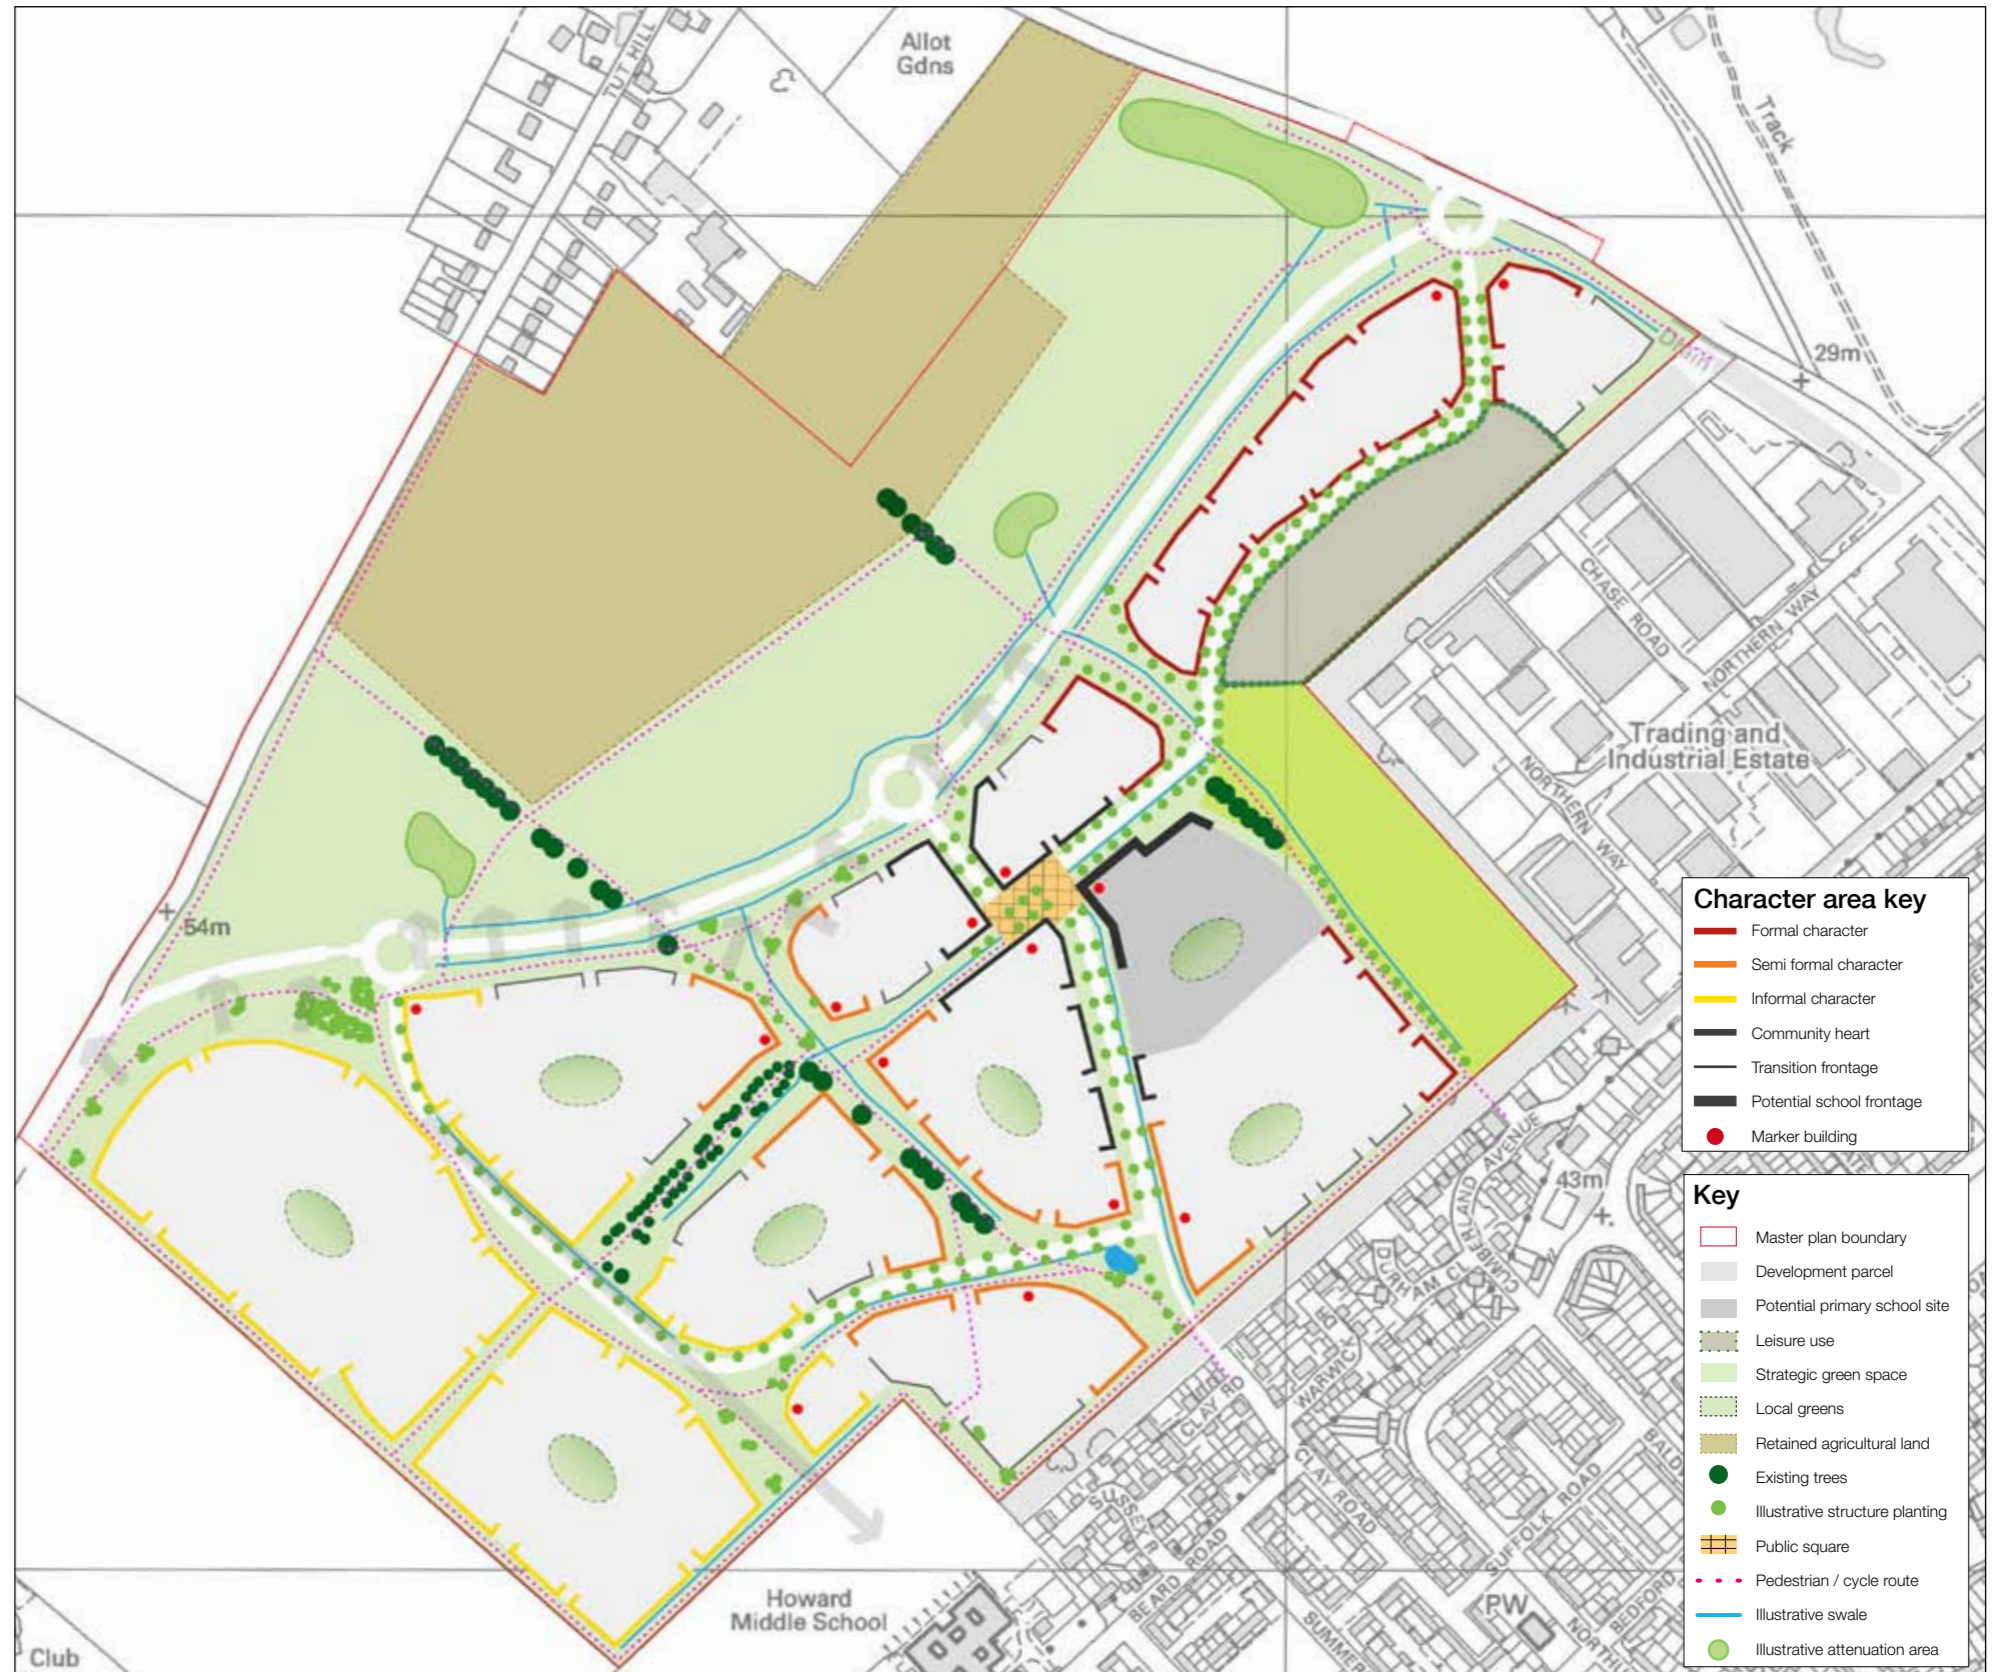 TUT HILL
Allot
Gdns
Track
Drain
29m
CHASE ROAD
NORTHERN WAY
Trading and
Industrial Estate
NORTHERN WAY
54m
Character area key
Formal character
Semi formal character
Informal character
Community heart
Transition frontage
Potential school frontage
Marker building
43m
CUMBERLAND AVENUE
DURHAM CL
WARWICK RD
CLAY RD
CLAY ROAD
SUSSEX
BEARD ROAD
SUFFOLK ROAD
BEDFORD
PW
Howard
Middle School
Club
Key
Master plan boundary
Development parcel
Potential primary school site
Leisure use
Strategic green space
Local greens
Retained agricultural land
Existing trees
Illustrative structure planting
Public square
Pedestrian / cycle route
Illustrative swale
Illustrative attenuation area